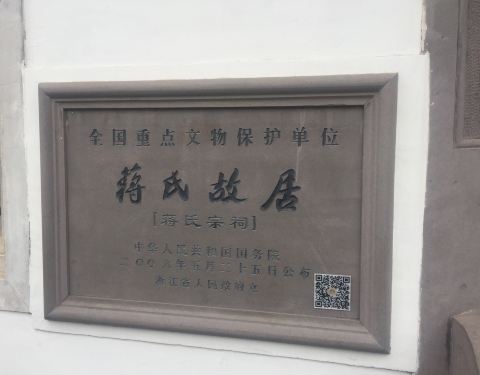 全国重点文物保护单位
蒋氏故居
[蒋氏宗祠]
中华人民共和国国务院
二〇〇六年五月二十五日公布
浙江省人民政府立